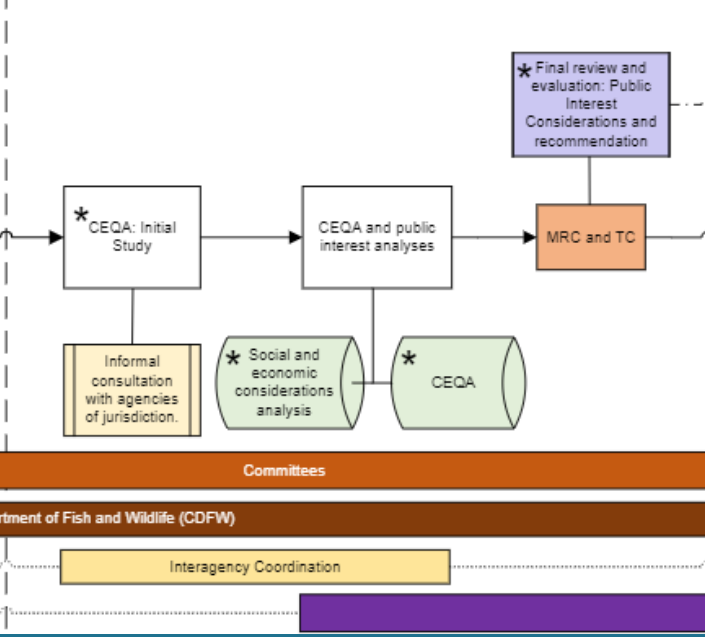 * Final review and
evaluation: Public
Interest
Considerations and
recommendation
* CEQA: Initial
Study
CEQA and public
interest analyses
MRC and TC
Informal
consultation
with agencies
of jurisdiction.
* Social and
economic
considerations
analysis
* CEQA
Committees
rtment of Fish and Wildlife (CDFW)
Interagency Coordination